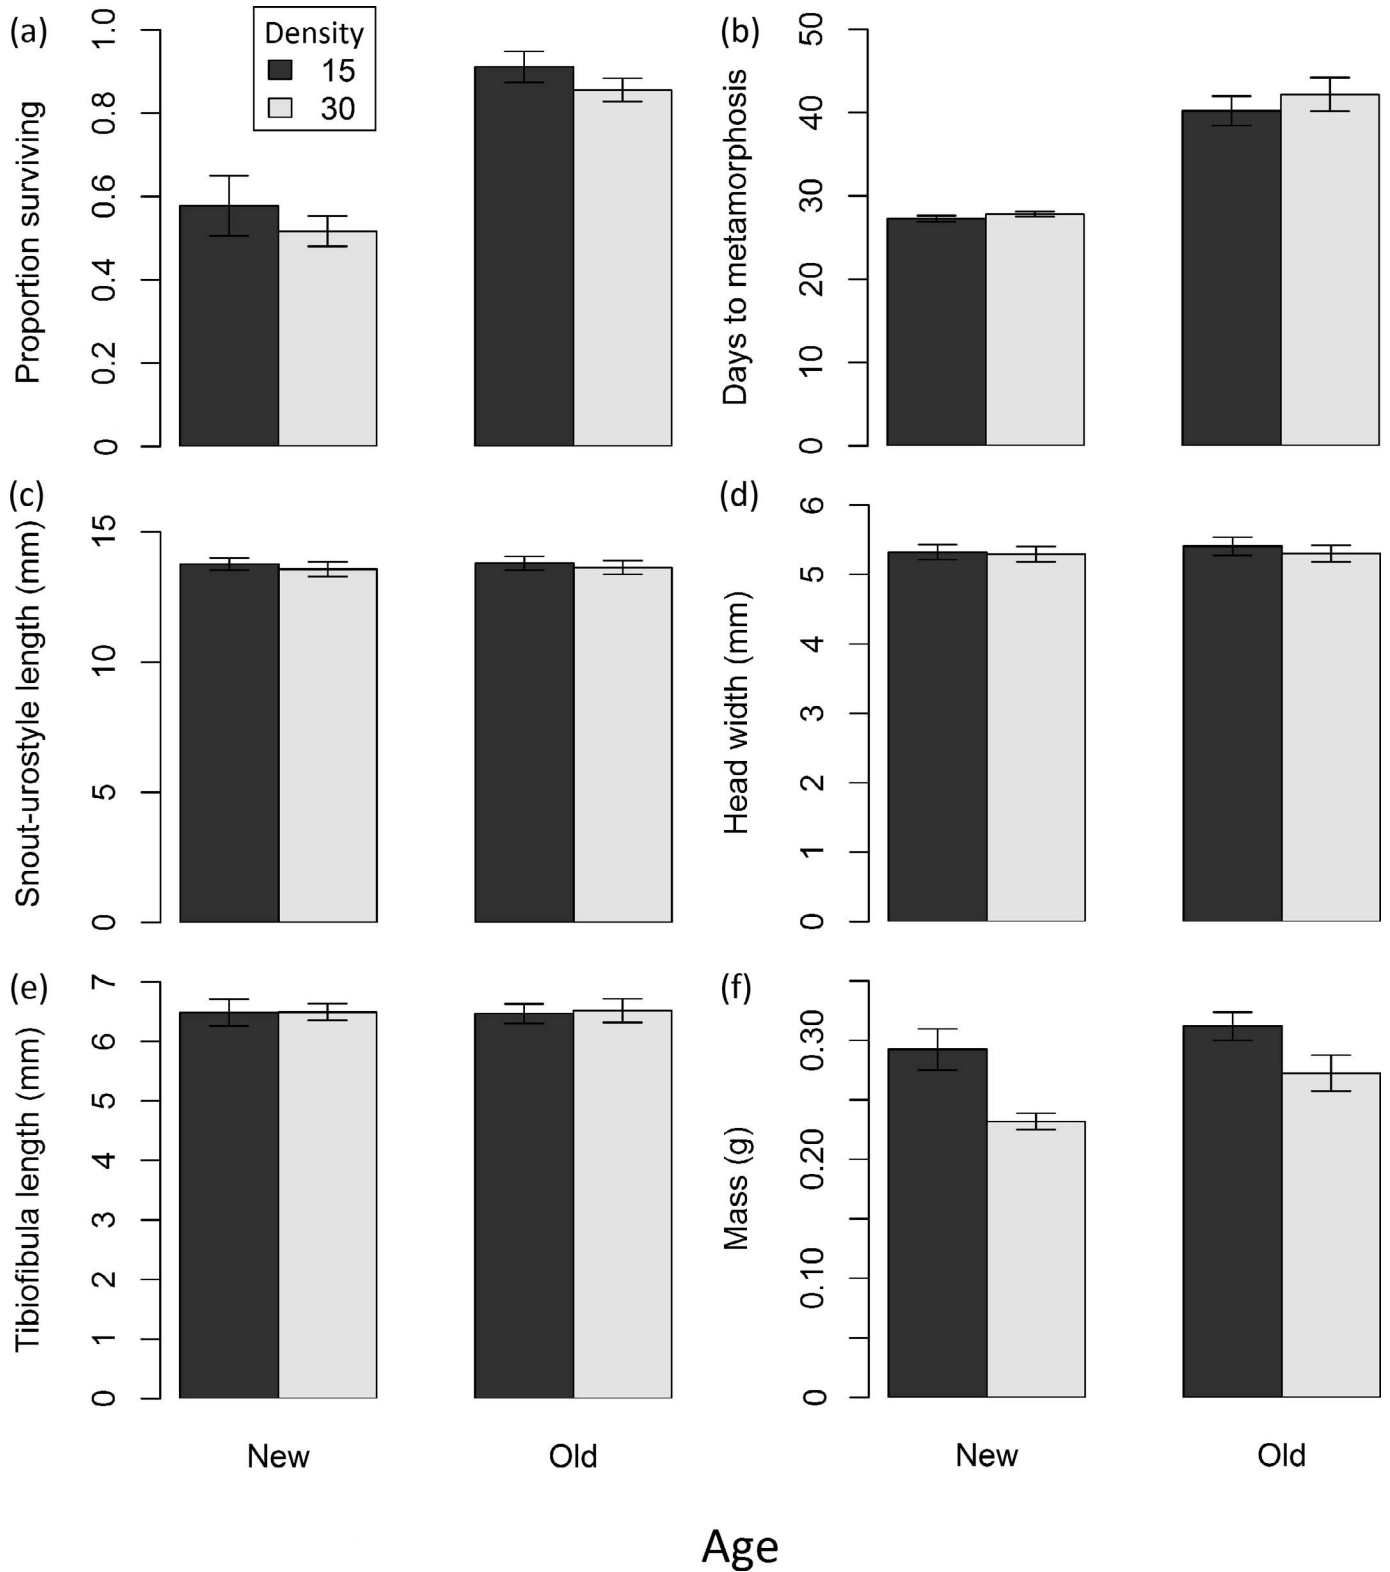 (a)
Proportion surviving
1.0
0.8
0.6
0.4
0.2
0
Density
15
30
(b)
Days to metamorphosis
50
40
30
20
10
0
(c)
Snout-urostyle length (mm)
15
10
5
0
(d)
Head width (mm)
6
5
4
3
2
1
0
(e)
Tibiofibula length (mm)
7
6
5
4
3
2
1
0
New
Old
(f)
Mass (g)
0.30
0.20
0.10
0
New
Old
Age